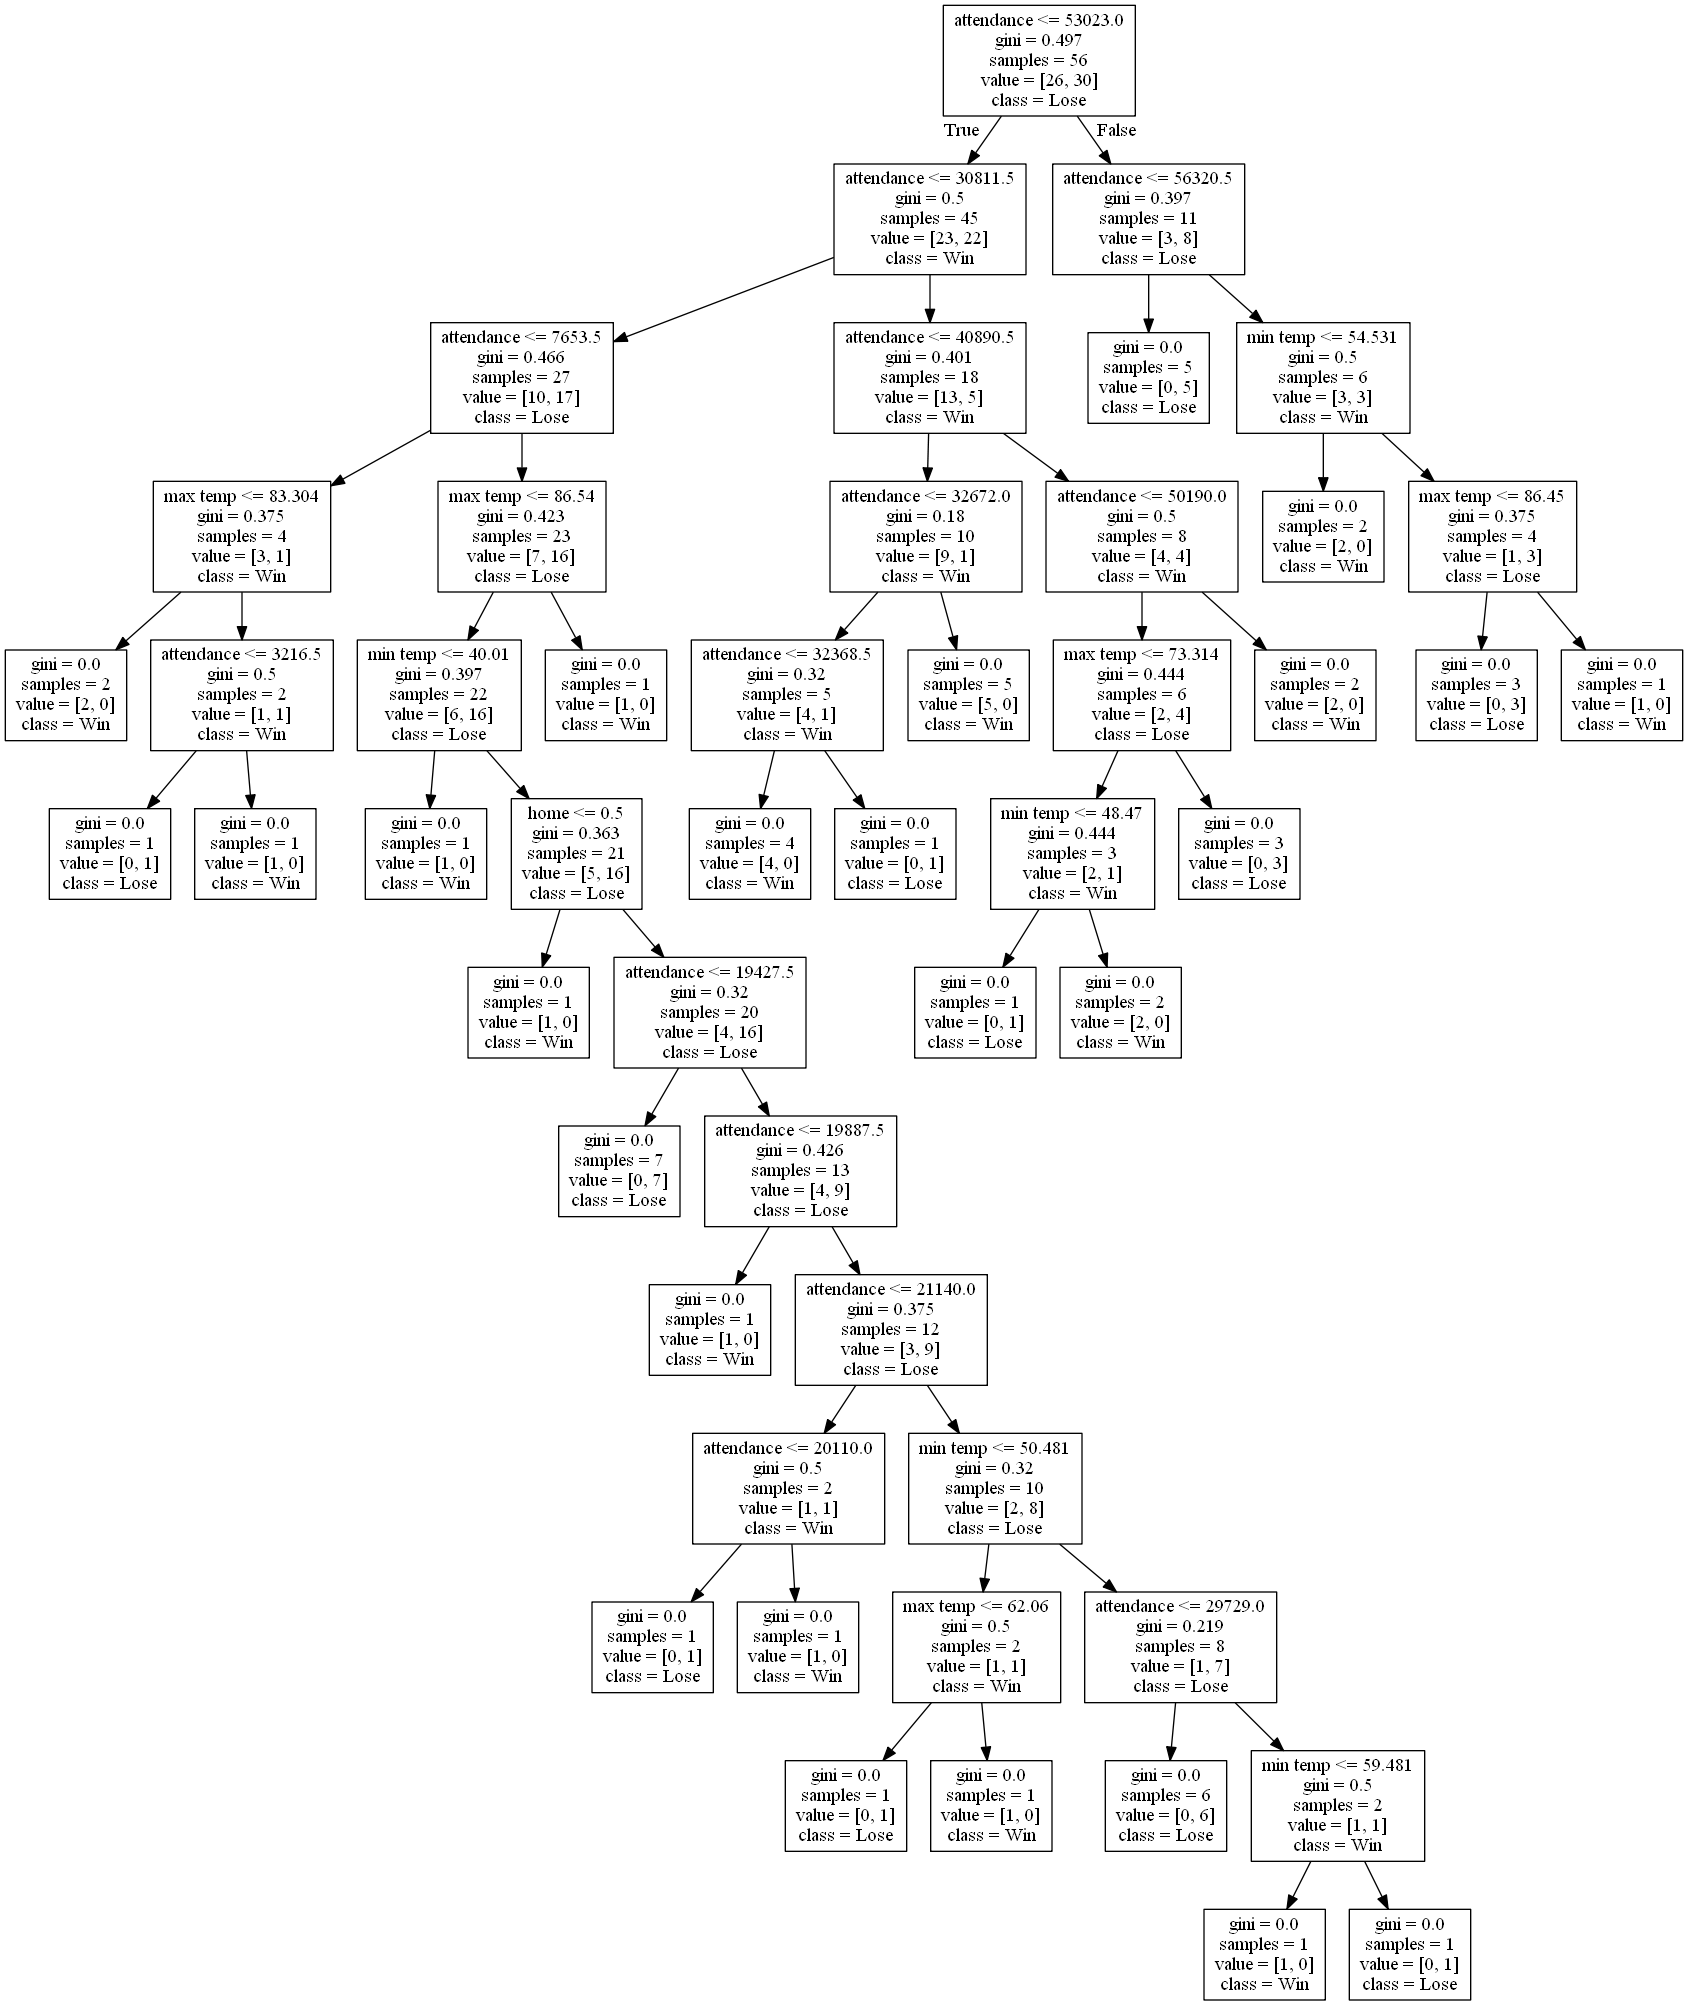 attendance <= 53023.0
gini = 0.497
samples = 56
value = [26, 30]
class = Lose
True
False
attendance <= 30811.5
gini = 0.5
samples = 45
value = [23, 22]
class = Win
attendance <= 56320.5
gini = 0.397
samples = 11
value = [3, 8]
class = Lose
attendance <= 7653.5
gini = 0.466
samples = 27
value = [10, 17]
class = Lose
attendance <= 40890.5
gini = 0.401
samples = 18
value = [13, 5]
class = Win
gini = 0.0
samples = 5
value = [0, 5]
class = Lose
min temp <= 54.531
gini = 0.5
samples = 6
value = [3, 3]
class = Win
max temp <= 83.304
gini = 0.375
samples = 4
value = [3, 1]
class = Win
max temp <= 86.54
gini = 0.423
samples = 23
value = [7, 16]
class = Lose
attendance <= 32672.0
gini = 0.18
samples = 10
value = [9, 1]
class = Win
attendance <= 50190.0
gini = 0.5
samples = 8
value = [4, 4]
class = Win
gini = 0.0
samples = 2
value = [2, 0]
class = Win
max temp <= 86.45
gini = 0.375
samples = 4
value = [1, 3]
class = Lose
gini = 0.0
samples = 2
value = [2, 0]
class = Win
attendance <= 3216.5
gini = 0.5
samples = 2
value = [1, 1]
class = Win
min temp <= 40.01
gini = 0.397
samples = 22
value = [6, 16]
class = Lose
gini = 0.0
samples = 1
value = [1, 0]
class = Win
attendance <= 32368.5
gini = 0.32
samples = 5
value = [4, 1]
class = Win
gini = 0.0
samples = 5
value = [5, 0]
class = Win
max temp <= 73.314
gini = 0.444
samples = 6
value = [2, 4]
class = Lose
gini = 0.0
samples = 2
value = [2, 0]
class = Win
gini = 0.0
samples = 3
value = [0, 3]
class = Lose
gini = 0.0
samples = 1
value = [1, 0]
class = Win
gini = 0.0
samples = 1
value = [0, 1]
class = Lose
gini = 0.0
samples = 1
value = [1, 0]
class = Win
gini = 0.0
samples = 1
value = [1, 0]
class = Win
home <= 0.5
gini = 0.363
samples = 21
value = [5, 16]
class = Lose
gini = 0.0
samples = 4
value = [4, 0]
class = Win
gini = 0.0
samples = 1
value = [0, 1]
class = Lose
min temp <= 48.47
gini = 0.444
samples = 3
value = [2, 1]
class = Win
gini = 0.0
samples = 3
value = [0, 3]
class = Lose
gini = 0.0
samples = 1
value = [1, 0]
class = Win
attendance <= 19427.5
gini = 0.32
samples = 20
value = [4, 16]
class = Lose
gini = 0.0
samples = 1
value = [0, 1]
class = Lose
gini = 0.0
samples = 2
value = [2, 0]
class = Win
gini = 0.0
samples = 7
value = [0, 7]
class = Lose
attendance <= 19887.5
gini = 0.426
samples = 13
value = [4, 9]
class = Lose
gini = 0.0
samples = 1
value = [1, 0]
class = Win
attendance <= 21140.0
gini = 0.375
samples = 12
value = [3, 9]
class = Lose
attendance <= 20110.0
gini = 0.5
samples = 2
value = [1, 1]
class = Win
min temp <= 50.481
gini = 0.32
samples = 10
value = [2, 8]
class = Lose
gini = 0.0
samples = 1
value = [0, 1]
class = Lose
gini = 0.0
samples = 1
value = [1, 0]
class = Win
max temp <= 62.06
gini = 0.5
samples = 2
value = [1, 1]
class = Win
attendance <= 29729.0
gini = 0.219
samples = 8
value = [1, 7]
class = Lose
gini = 0.0
samples = 1
value = [0, 1]
class = Lose
gini = 0.0
samples = 1
value = [1, 0]
class = Win
gini = 0.0
samples = 6
value = [0, 6]
class = Lose
min temp <= 59.481
gini = 0.5
samples = 2
value = [1, 1]
class = Win
gini = 0.0
samples = 1
value = [1, 0]
class = Win
gini = 0.0
samples = 1
value = [0, 1]
class = Lose